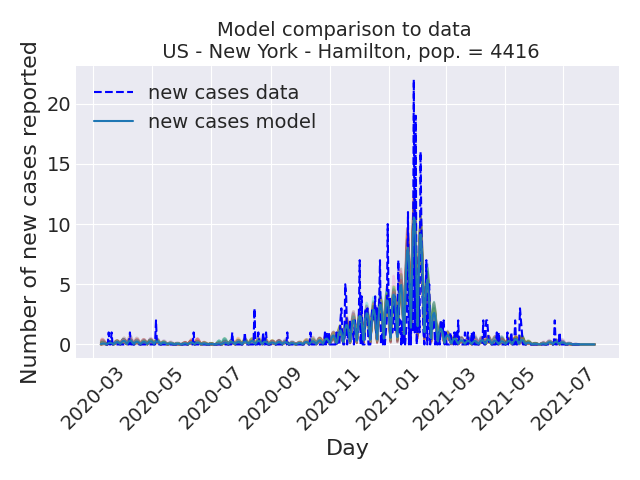 Model comparison to data
US - New York - Hamilton, pop. = 4416
new cases data
new cases model
Number of new cases reported
20
15
10
5
0
2020-03
2020-05
2020-07
2020-09
2020-11
2021-01
2021-03
2021-05
2021-07
Day